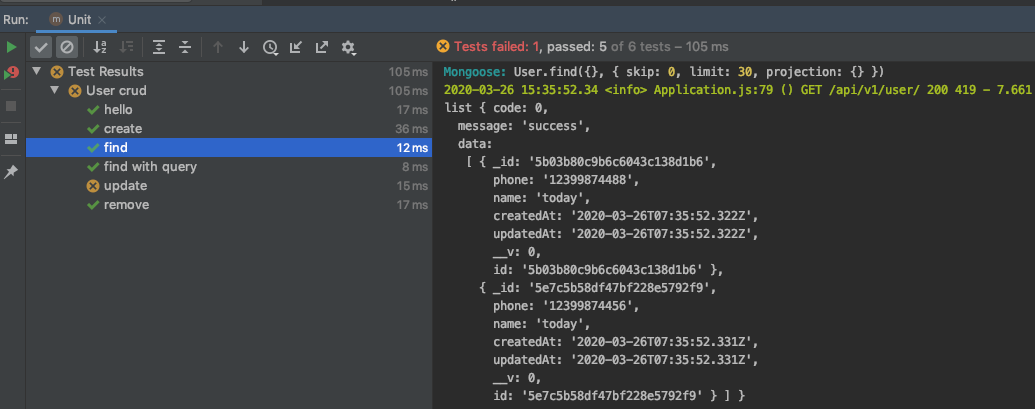 Run: Unit
Tests failed: 1, passed: 5 of 6 tests – 105 ms
Test Results 105 ms
User crud 105 ms
hello 17 ms
create 36 ms
find 12 ms
find with query 8 ms
update 15 ms
remove 17 ms
Mongoose: User.find({}, { skip: 0, limit: 30, projection: {} })
2020-03-26 15:35:52.34 <info> Application.js:79 () GET /api/v1/user/ 200 419 - 7.661
list { code: 0,
message: 'success',
data:
[ { _id: '5b03b80c9b6c6043c138d1b6',
phone: '12399874488',
name: 'today',
createdAt: '2020-03-26T07:35:52.322Z',
updatedAt: '2020-03-26T07:35:52.322Z',
__v: 0,
id: '5b03b80c9b6c6043c138d1b6' },
{ _id: '5e7c5b58df47bf228e5792f9',
phone: '12399874456',
name: 'today',
createdAt: '2020-03-26T07:35:52.331Z',
updatedAt: '2020-03-26T07:35:52.331Z',
__v: 0,
id: '5e7c5b58df47bf228e5792f9' } ] }